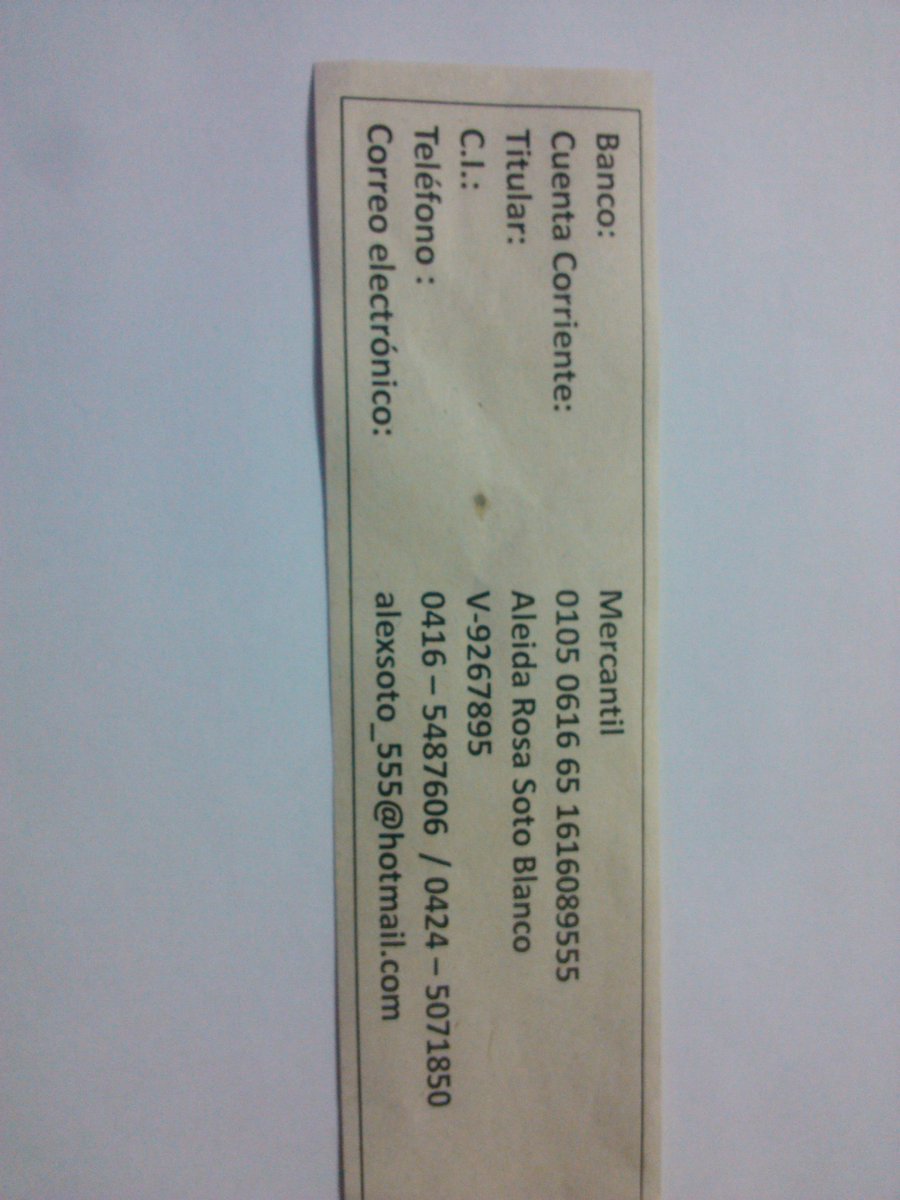 Banco: Mercantil
Cuenta Corriente: 0105 0616 65 1616089555
Titular: Aleida Rosa Soto Blanco
C.I.: V-9267895
Teléfono : 0416 – 5487606 / 0424 – 5071850
Correo electrónico: alexsoto_555@hotmail.com